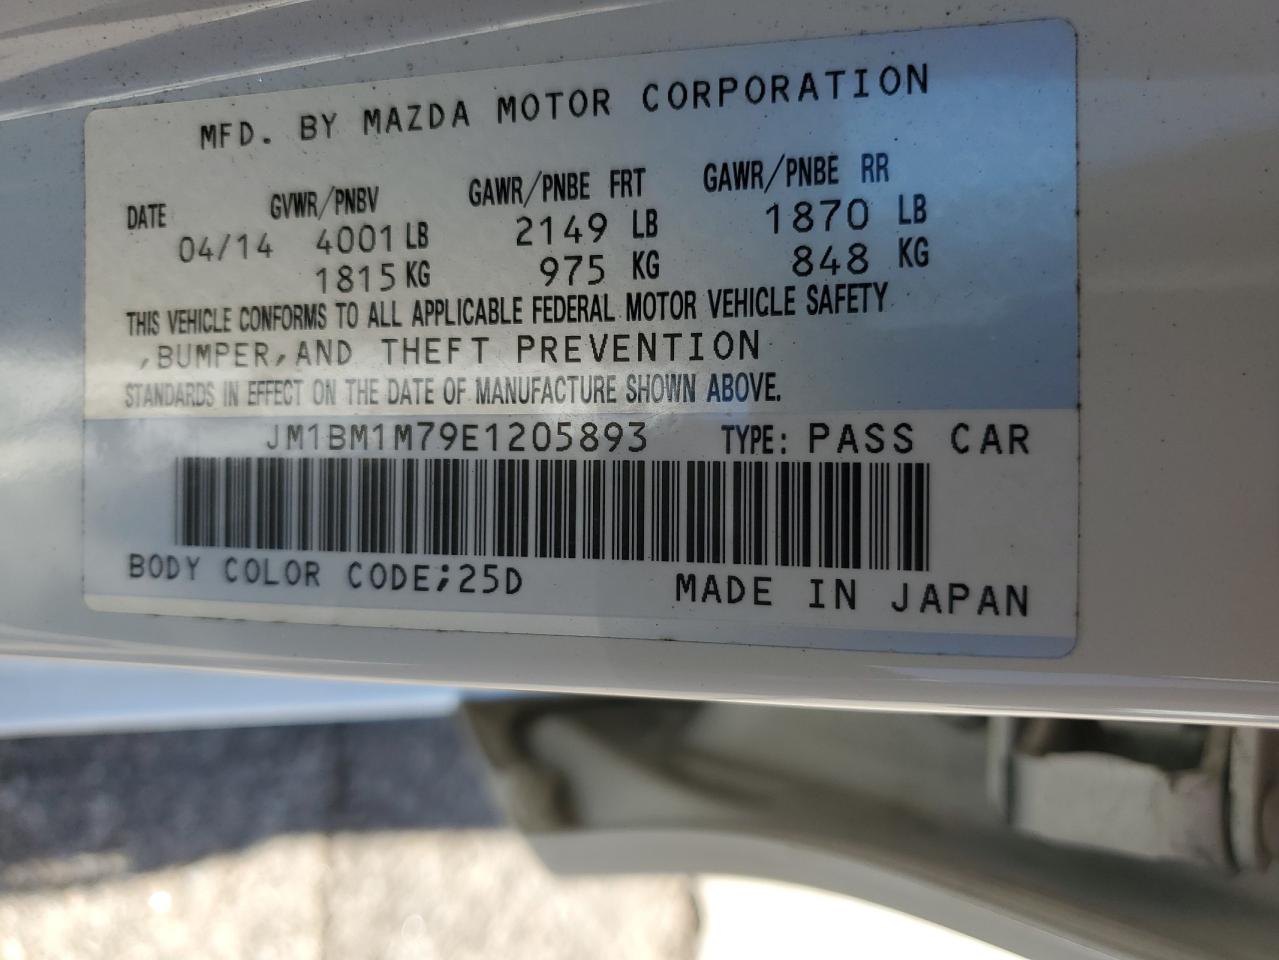 MFD. BY MAZDA MOTOR CORPORATION
DATE GVWR/PNBV GAWR/PNBE FRT GAWR/PNBE RR
04/14 4001 LB 2149 LB 1870 LB
1815 KG 975 KG 848 KG
THIS VEHICLE CONFORMS TO ALL APPLICABLE FEDERAL MOTOR VEHICLE SAFETY
,BUMPER,AND THEFT PREVENTION
STANDARDS IN EFFECT ON THE DATE OF MANUFACTURE SHOWN ABOVE.
JM1BM1M79E1205893 TYPE: PASS CAR
BODY COLOR CODE;25D MADE IN JAPAN